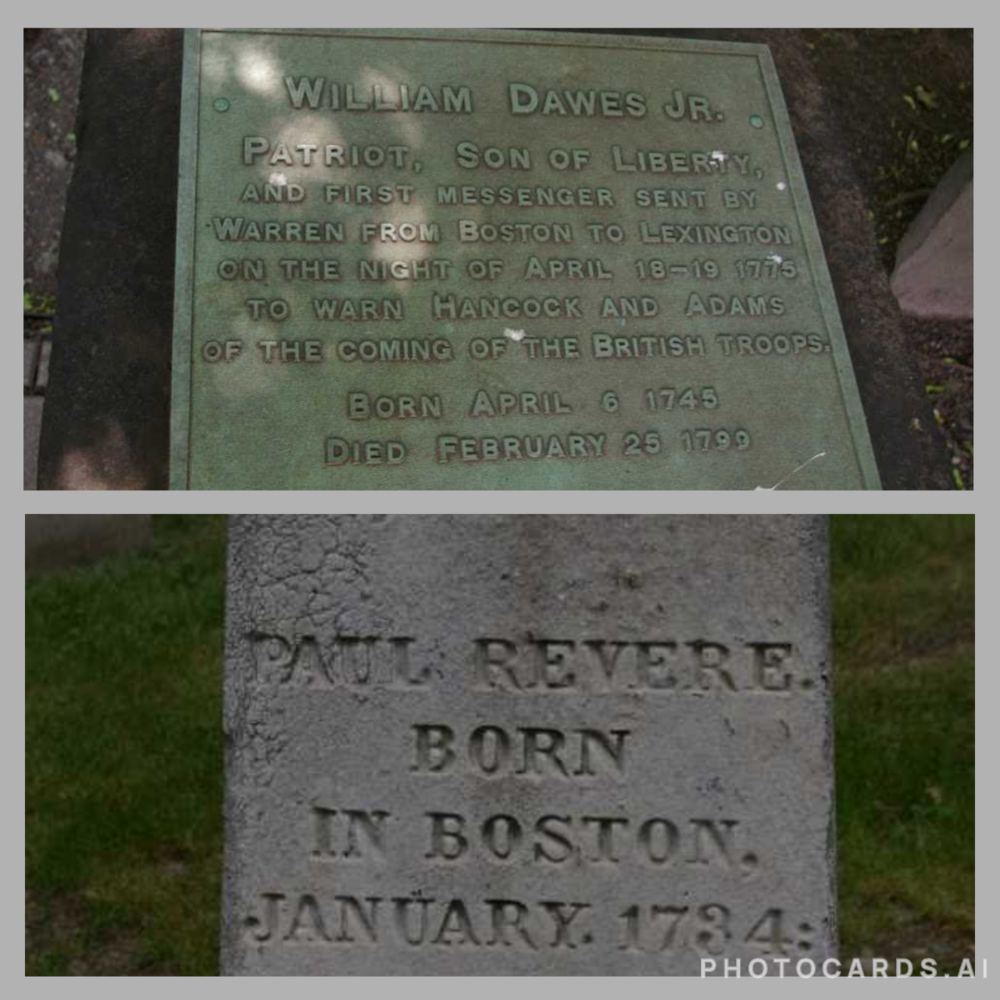 WILLIAM DAWES JR.
PATRIOT, SON OF LIBERTY,
AND FIRST MESSENGER SENT BY
WARREN FROM BOSTON TO LEXINGTON
ON THE NIGHT OF APRIL 18-19 1775
TO WARN HANCOCK AND ADAMS
OF THE COMING OF THE BRITISH TROOPS.
BORN APRIL 6 1745
DIED FEBRUARY 25 1799
PAUL REVERE.
BORN
IN BOSTON,
JANUARY. 1734:
PHOTOCARDS.AI